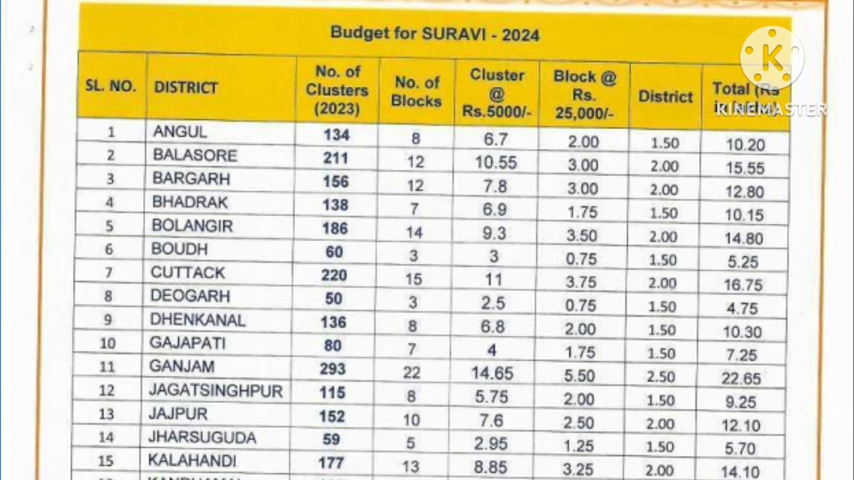 Budget for SURAVI - 2024
SL. NO. DISTRICT No. of Clusters (2023) No. of Blocks Cluster @ Rs.5000/- Block @ Rs. 25,000/- District Total (Rs
KINEMASTER
1 ANGUL 134 8 6.7 2.00 1.50 10.20
2 BALASORE 211 12 10.55 3.00 2.00 15.55
3 BARGARH 156 12 7.8 3.00 2.00 12.80
4 BHADRAK 138 7 6.9 1.75 1.50 10.15
5 BOLANGIR 186 14 9.3 3.50 2.00 14.80
6 BOUDH 60 3 3 0.75 1.50 5.25
7 CUTTACK 220 15 11 3.75 2.00 16.75
8 DEOGARH 50 3 2.5 0.75 1.50 4.75
9 DHENKANAL 136 8 6.8 2.00 1.50 10.30
10 GAJAPATI 80 7 4 1.75 1.50 7.25
11 GANJAM 293 22 14.65 5.50 2.50 22.65
12 JAGATSINGHPUR 115 8 5.75 2.00 1.50 9.25
13 JAJPUR 152 10 7.6 2.50 2.00 12.10
14 JHARSUGUDA 59 5 2.95 1.25 1.50 5.70
15 KALAHANDI 177 13 8.85 3.25 2.00 14.10